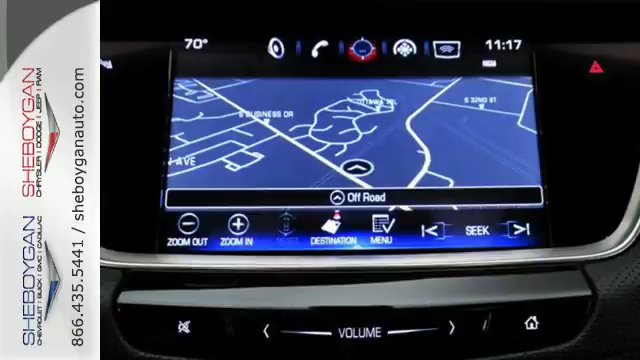 SHEBOYGAN
CHRYSLER | DODGE | JEEP | RAM
SHEBOYGAN
CHEVROLET | BUICK | GMC | CADILLAC
866.435.5441 / sheboyganauto.com
70°
11:17
S BUSINESS DR
S 32ND ST
N AVE
Off Road
ZOOM OUT
ZOOM IN
DESTINATION
MENU
SEEK
VOLUME